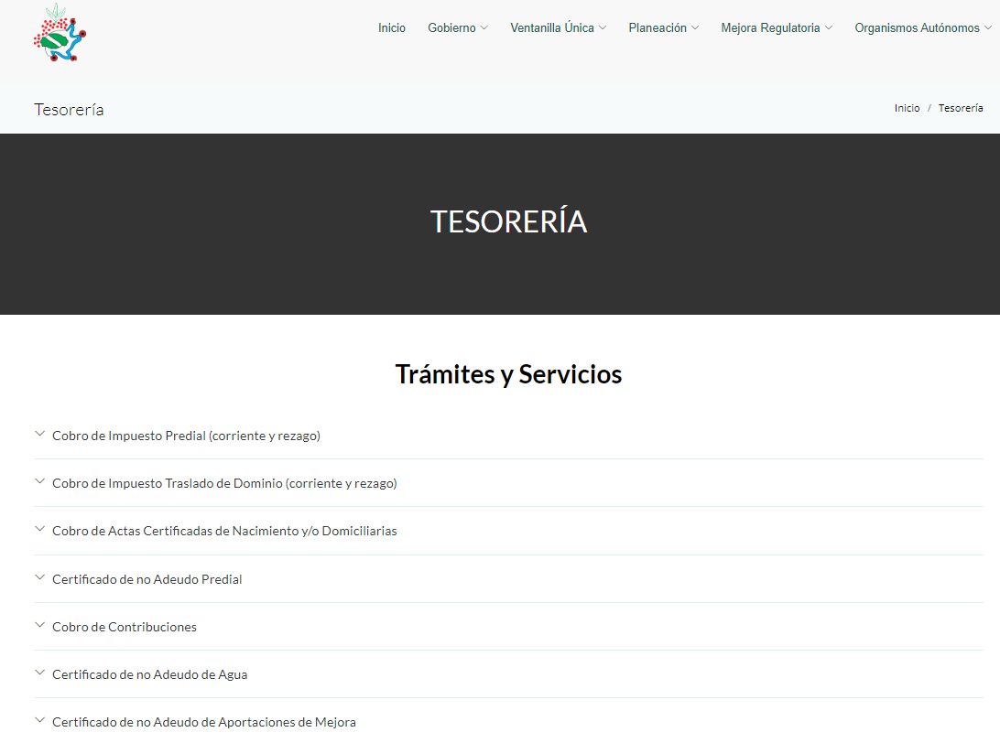 Inicio Gobierno Ventanilla Única Planeación Mejora Regulatoria Organismos Autónomos
Tesorería
Inicio / Tesorería
TESORERÍA
Trámites y Servicios
Cobro de Impuesto Predial (corriente y rezago)
Cobro de Impuesto Traslado de Dominio (corriente y rezago)
Cobro de Actas Certificadas de Nacimiento y/o Domiciliarias
Certificado de no Adeudo Predial
Cobro de Contribuciones
Certificado de no Adeudo de Agua
Certificado de no Adeudo de Aportaciones de Mejora